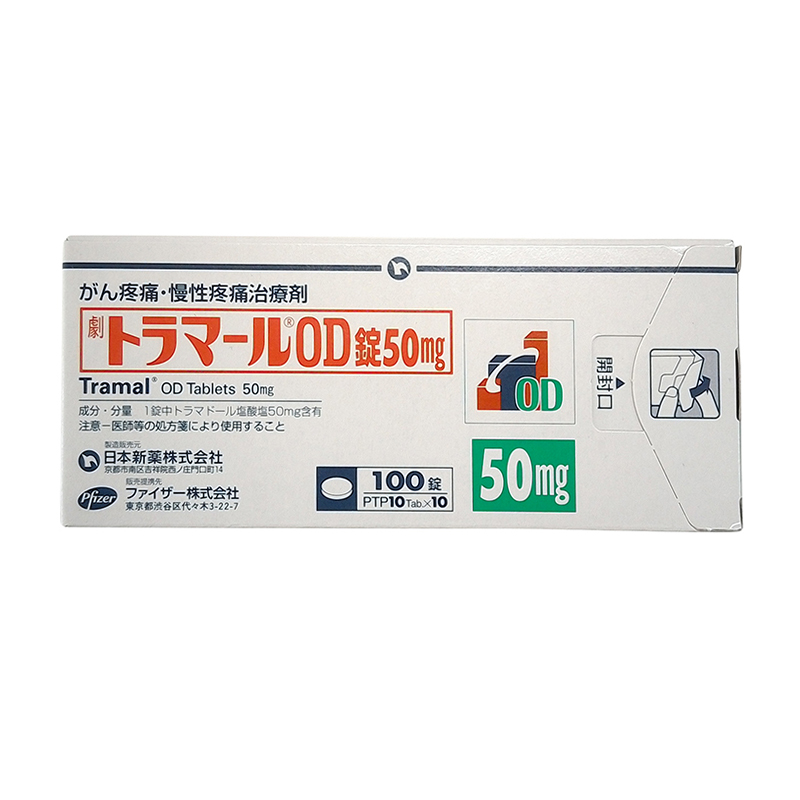 がん疼痛・慢性疼痛治療剤
劇 トラマール®OD錠50mg
Tramal® OD Tablets 50mg
成分・分量 1錠中トラマドール塩酸塩50mg含有
注意－医師等の処方箋により使用すること
製造販売元
日本新薬株式会社
京都市南区吉祥院西ノ庄門口町14
販売提携先
Pfizer ファイザー株式会社
東京都渋谷区代々木3-22-7
100錠
PTP10Tab.×10
OD
50mg
開封口